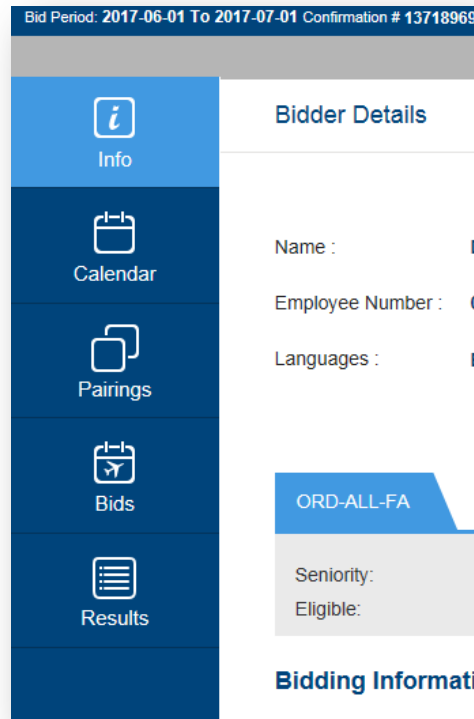 Bid Period: 2017-06-01 To 2017-07-01 Confirmation # 13718969
Bidder Details
Info
Calendar
Name :
Employee Number :
Languages :
Pairings
Bids
ORD-ALL-FA
Seniority:
Eligible:
Results
Bidding